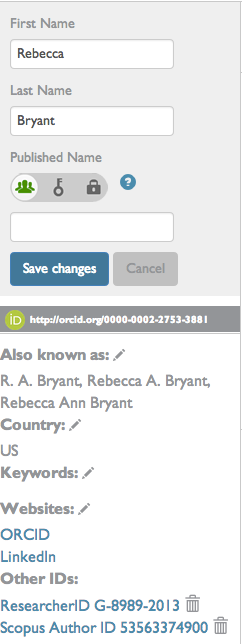 First Name
Rebecca
Last Name
Bryant
Published Name
?
Save changes
Cancel
iD http://orcid.org/0000-0002-2753-3881
Also known as:
R. A. Bryant, Rebecca A. Bryant,
Rebecca Ann Bryant
Country:
US
Keywords:
Websites:
ORCID
LinkedIn
Other IDs:
ResearcherID G-8989-2013
Scopus Author ID 53563374900